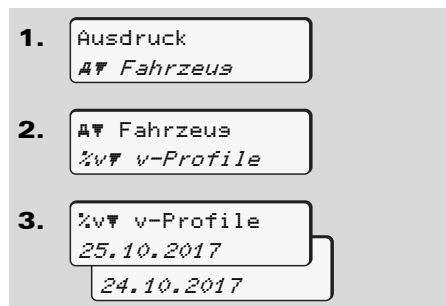 1. Ausdruck
A▼ Fahrzeug
2. A▼ Fahrzeug
%v▼ v-Profile
3. %v▼ v-Profile
25.10.2017
24.10.2017